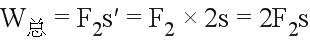 W总 = F₂s′ = F₂ × 2s = 2F₂s